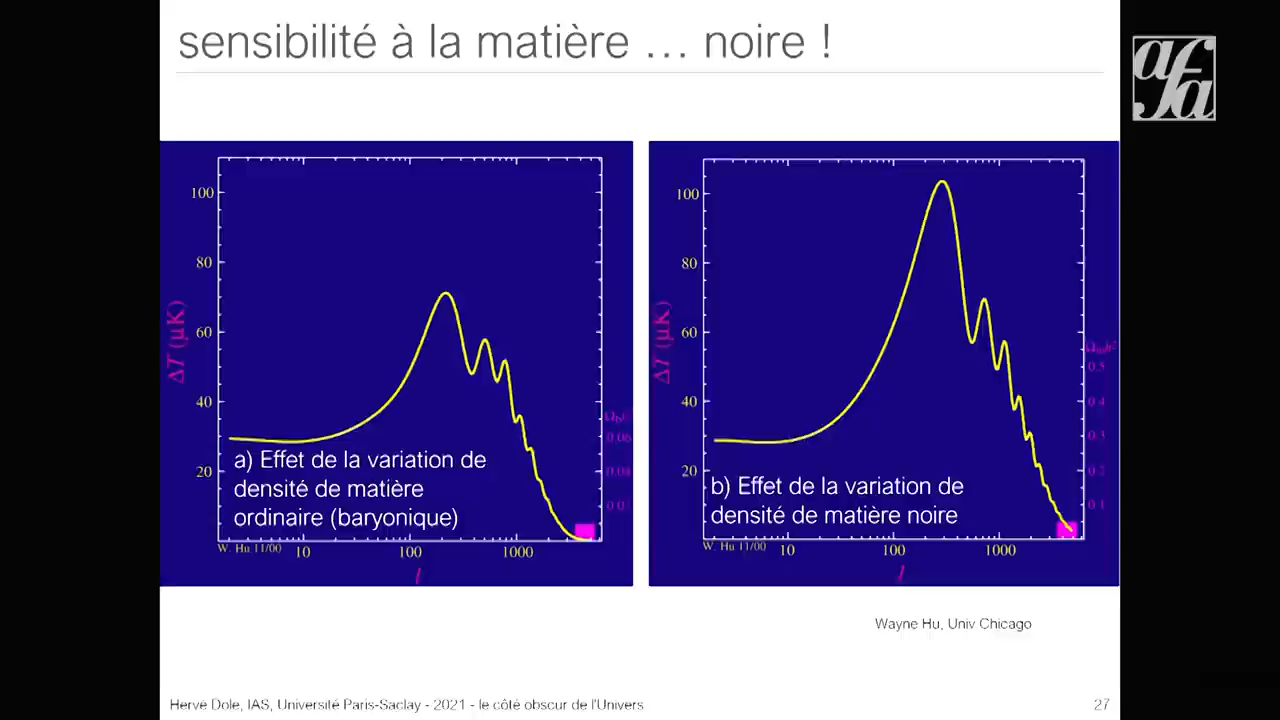 sensibilité à la matière … noire !
afa
100
80
60
40
20
ΔT (μK)
a) Effet de la variation de
densité de matière
ordinaire (baryonique)
W. Hu 11/00
10
100
1000
l
100
80
60
40
20
ΔT (μK)
0.5
0.4
0.3
0.2
0.1
b) Effet de la variation de
densité de matière noire
W. Hu 11/00
10
100
1000
l
Wayne Hu, Univ Chicago
Hervé Dole, IAS, Université Paris-Saclay - 2021 - le côté obscur de l'Univers
27